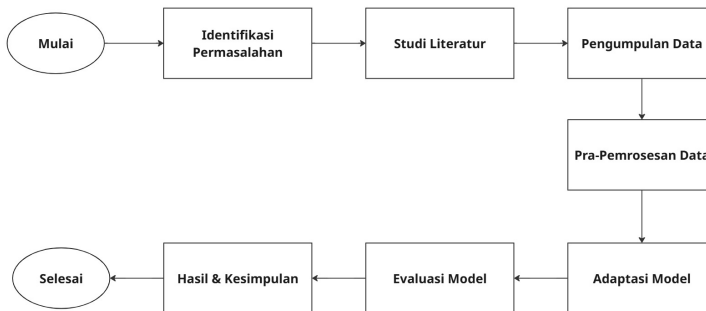 Mulai
Identifikasi
Permasalahan
Studi Literatur
Pengumpulan Data
Pra-Pemrosesan Data
Adaptasi Model
Evaluasi Model
Hasil & Kesimpulan
Selesai